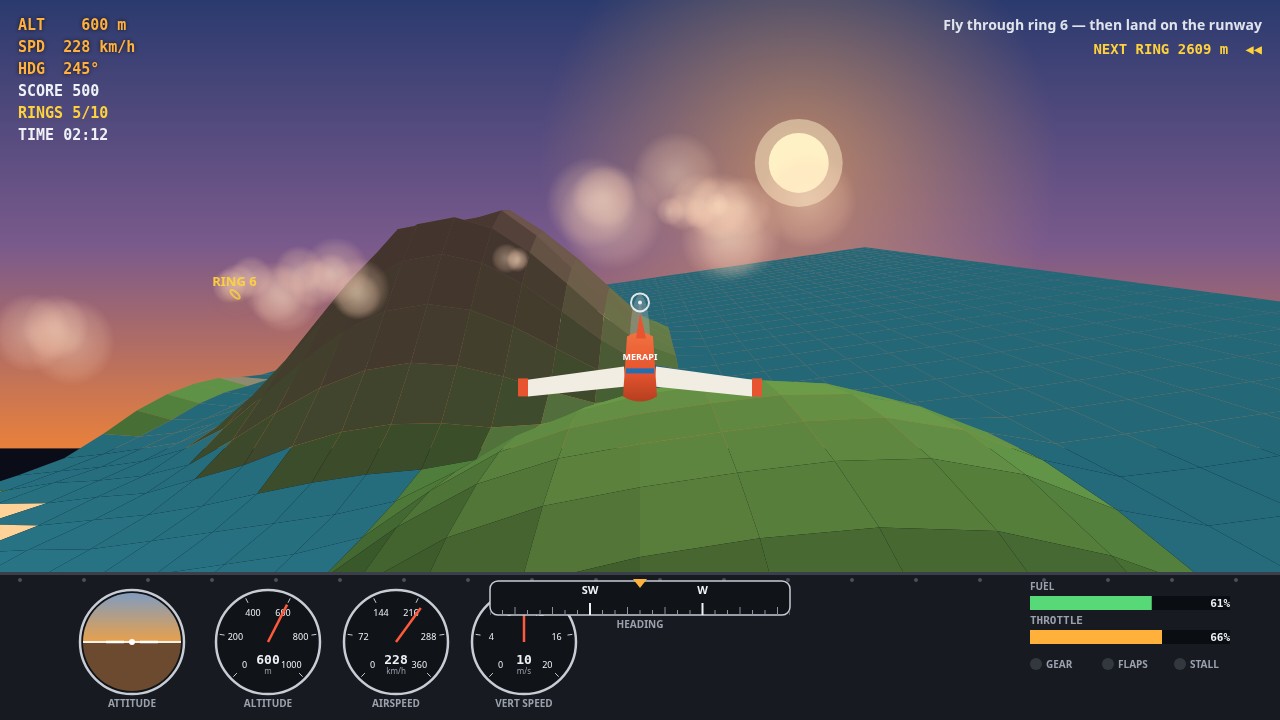 ALT 600 m
SPD 228 km/h
HDG 245°
SCORE 500
RINGS 5/10
TIME 02:12
Fly through ring 6 — then land on the runway
NEXT RING 2609 m ◀◀
RING 6
MERAPI
ATTITUDE
0 200 400 600 800 1000
600
m
ALTITUDE
0 72 144 216 288 360
228
km/h
AIRSPEED
0 4 16 20
10
m/s
VERT SPEED
SW W
HEADING
FUEL
61%
THROTTLE
66%
GEAR FLAPS STALL